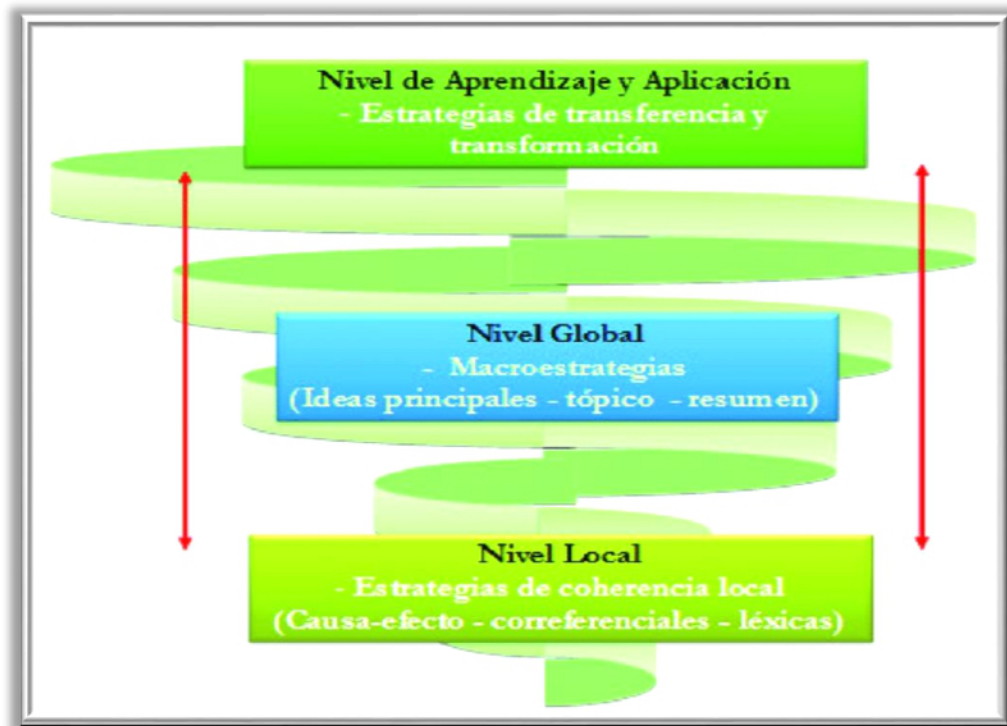 Nivel de Aprendizaje y Aplicación
- Estrategias de transferencia y
transformación
Nivel Global
- Macroestrategias
(Ideas principales - tópico - resumen)
Nivel Local
- Estrategias de coherencia local
(Causa-efecto - correferenciales - léxicas)